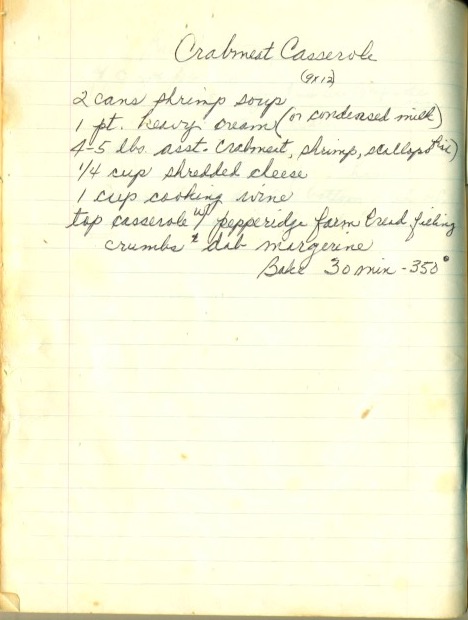 Crabmeat Casserole
(9x12)
2 cans shrimp soup
1 pt. heavy cream (or condensed milk)
4-5 lbs. asst. crabmeat, shrimp, scallops
1/4 cup shredded cheese
1 cup cooking wine
top casserole w/ pepperidge farm bread filling
crumbs & dab margerine
Bake 30 min - 350°